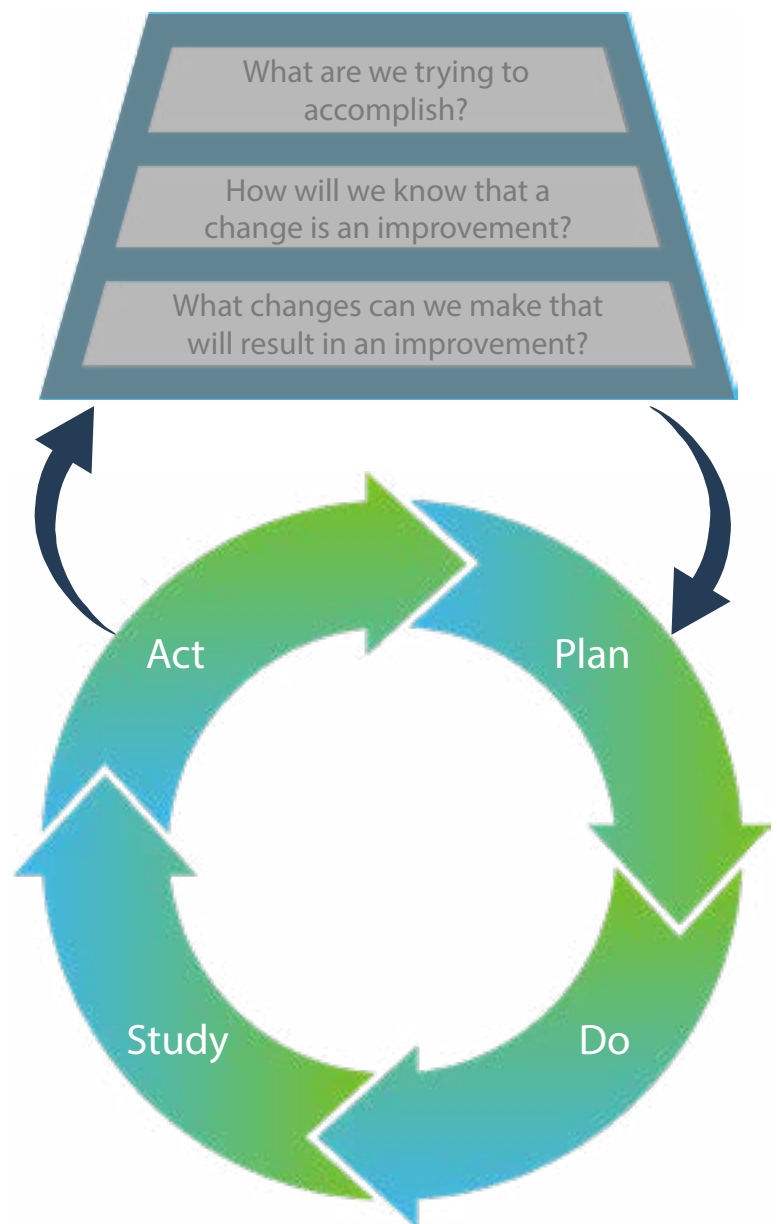 What are we trying to
accomplish?
How will we know that a
change is an improvement?
What changes can we make that
will result in an improvement?
Act
Plan
Study
Do